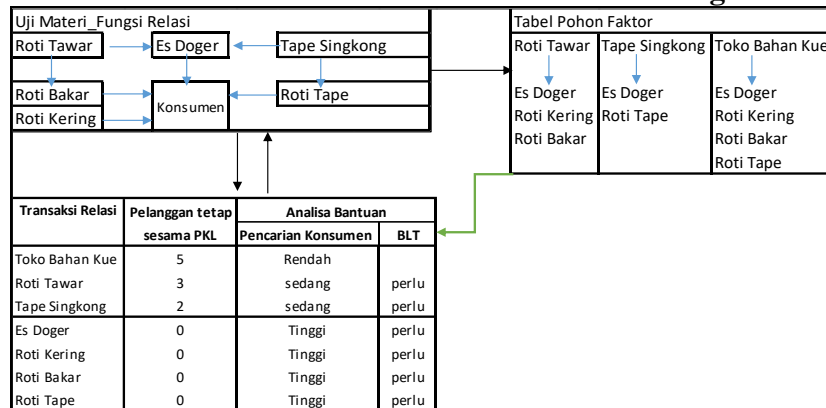 Uji Materi_Fungsi Relasi
Roti Tawar Es Doger Tape Singkong
Roti Bakar Konsumen Roti Tape
Roti Kering
Tabel Pohon Faktor
Roti Tawar Tape Singkong Toko Bahan Kue
Es Doger Es Doger Es Doger
Roti Kering Roti Tape Roti Kering
Roti Bakar Roti Bakar
Roti Tape
Transaksi Relasi Pelanggan tetap Analisa Bantuan
sesama PKL Pencarian Konsumen BLT
Toko Bahan Kue 5 Rendah
Roti Tawar 3 sedang perlu
Tape Singkong 2 sedang perlu
Es Doger 0 Tinggi perlu
Roti Kering 0 Tinggi perlu
Roti Bakar 0 Tinggi perlu
Roti Tape 0 Tinggi perlu